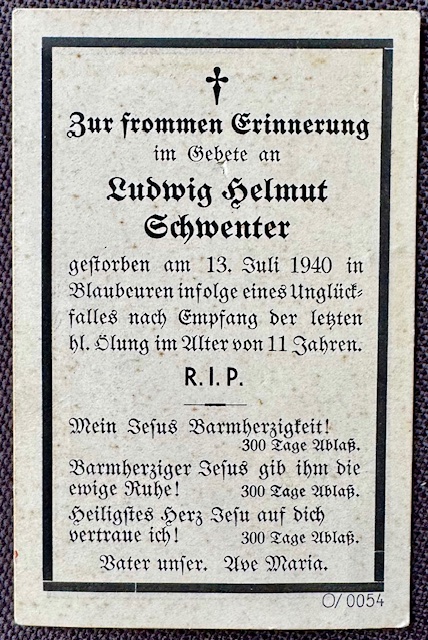 Zur frommen Erinnerung
im Gebete an
Ludwig Helmut
Schwenter
gestorben am 13. Juli 1940 in
Blaubeuren infolge eines Unglück-
falles nach Empfang der letzten
hl. Ölung im Alter von 11 Jahren.
R.I.P.
Mein Jesus Barmherzigkeit!
300 Tage Ablaß.
Barmherziger Jesus gib ihm die
ewige Ruhe! 300 Tage Ablaß.
Heiligstes Herz Jesu auf dich
vertraue ich! 300 Tage Ablaß.
Vater unser. Ave Maria.
O/0054